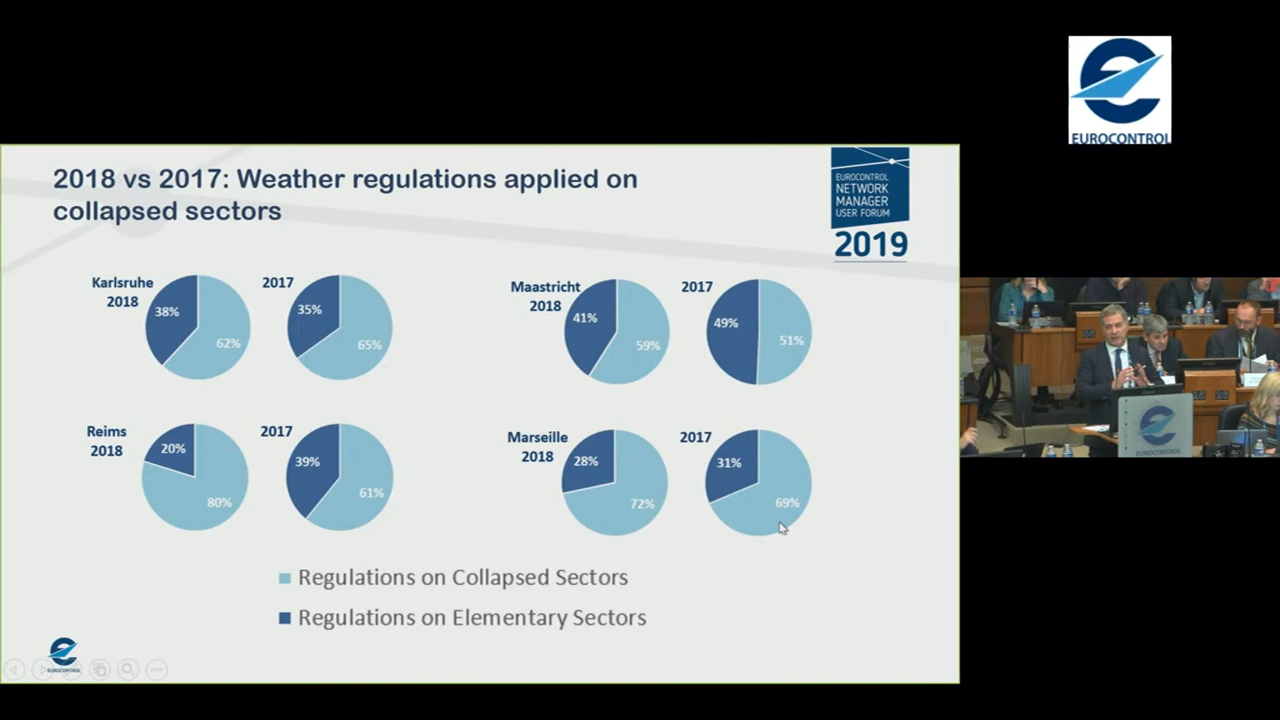 EUROCONTROL
2018 vs 2017: Weather regulations applied on
collapsed sectors
EUROCONTROL
NETWORK
MANAGER
USER FORUM
2019
Karlsruhe
2018
38%
62%
2017
35%
65%
Maastricht
2018
41%
59%
2017
49%
51%
Reims
2018
20%
80%
2017
39%
61%
Marseille
2018
28%
72%
2017
31%
69%
Regulations on Collapsed Sectors
Regulations on Elementary Sectors
EUROCONTROL
EUROCONTROL